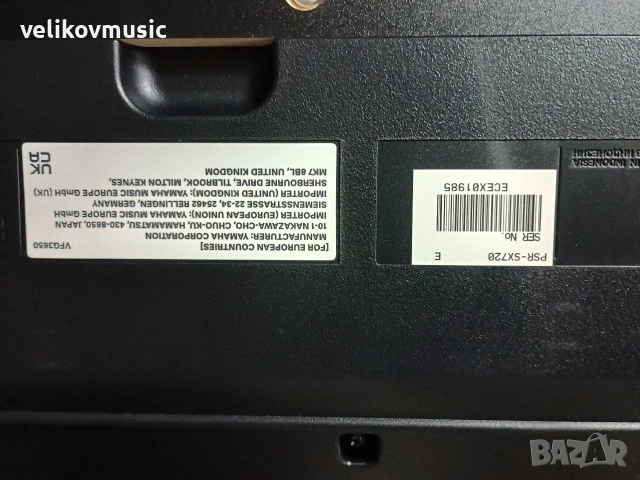 velikovmusic
[FOR EUROPEAN COUNTRIES] VFG3650
MANUFACTURER: YAMAHA CORPORATION
10-1 NAKAZAWA-CHO, CHUO-KU, HAMAMATSU, 430-8650, JAPAN
IMPORTER (EUROPEAN UNION): YAMAHA MUSIC EUROPE GmbH
SIEMENSSTRASSE 22-34, 25462 RELLINGEN, GERMANY
IMPORTER (UNITED KINGDOM): YAMAHA MUSIC EUROPE GmbH (UK)
SHERBOURNE DRIVE, TILBROOK, MILTON KEYNES,
MK7 8BL, UNITED KINGDOM
UK
CA
PSR-SX720 E
SER No.
ECEX01985
IN INDONESIA
BAZAR